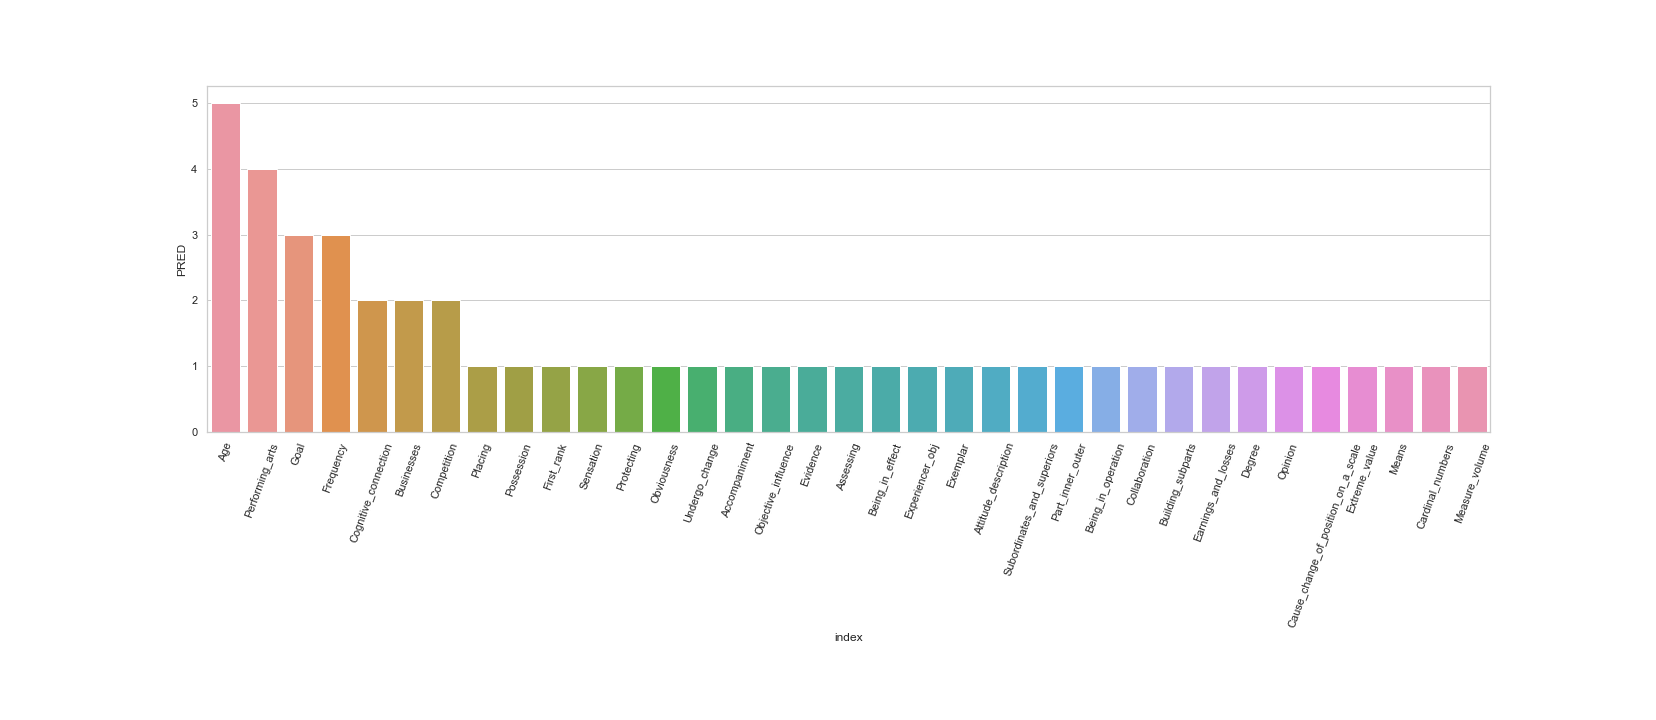 5
4
3
2
1
0
PRED
Age
Performing_arts
Goal
Frequency
Cognitive_connection
Businesses
Competition
Placing
Possession
First_rank
Sensation
Protecting
Obviousness
Undergo_change
Accompaniment
Objective_influence
Evidence
Assessing
Being_in_effect
Experiencer_obj
Exemplar
Attitude_description
Subordinates_and_superiors
Part_inner_outer
Being_in_operation
Collaboration
Building_subparts
Earnings_and_losses
Degree
Opinion
Cause_change_of_position_on_a_scale
Extreme_value
Means
Cardinal_numbers
Measure_volume
index